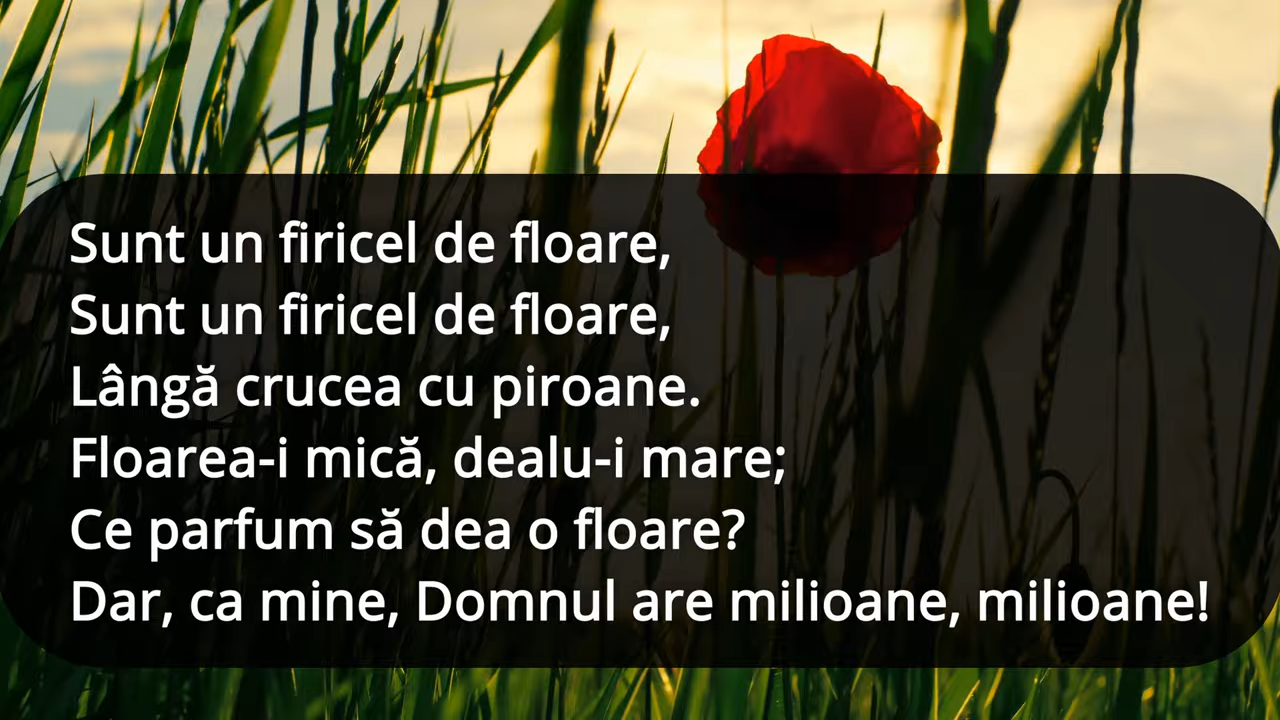 Sunt un firicel de floare,
Sunt un firicel de floare,
Lângă crucea cu piroane.
Floarea-i mică, dealu-i mare;
Ce parfum să dea o floare?
Dar, ca mine, Domnul are milioane, milioane!